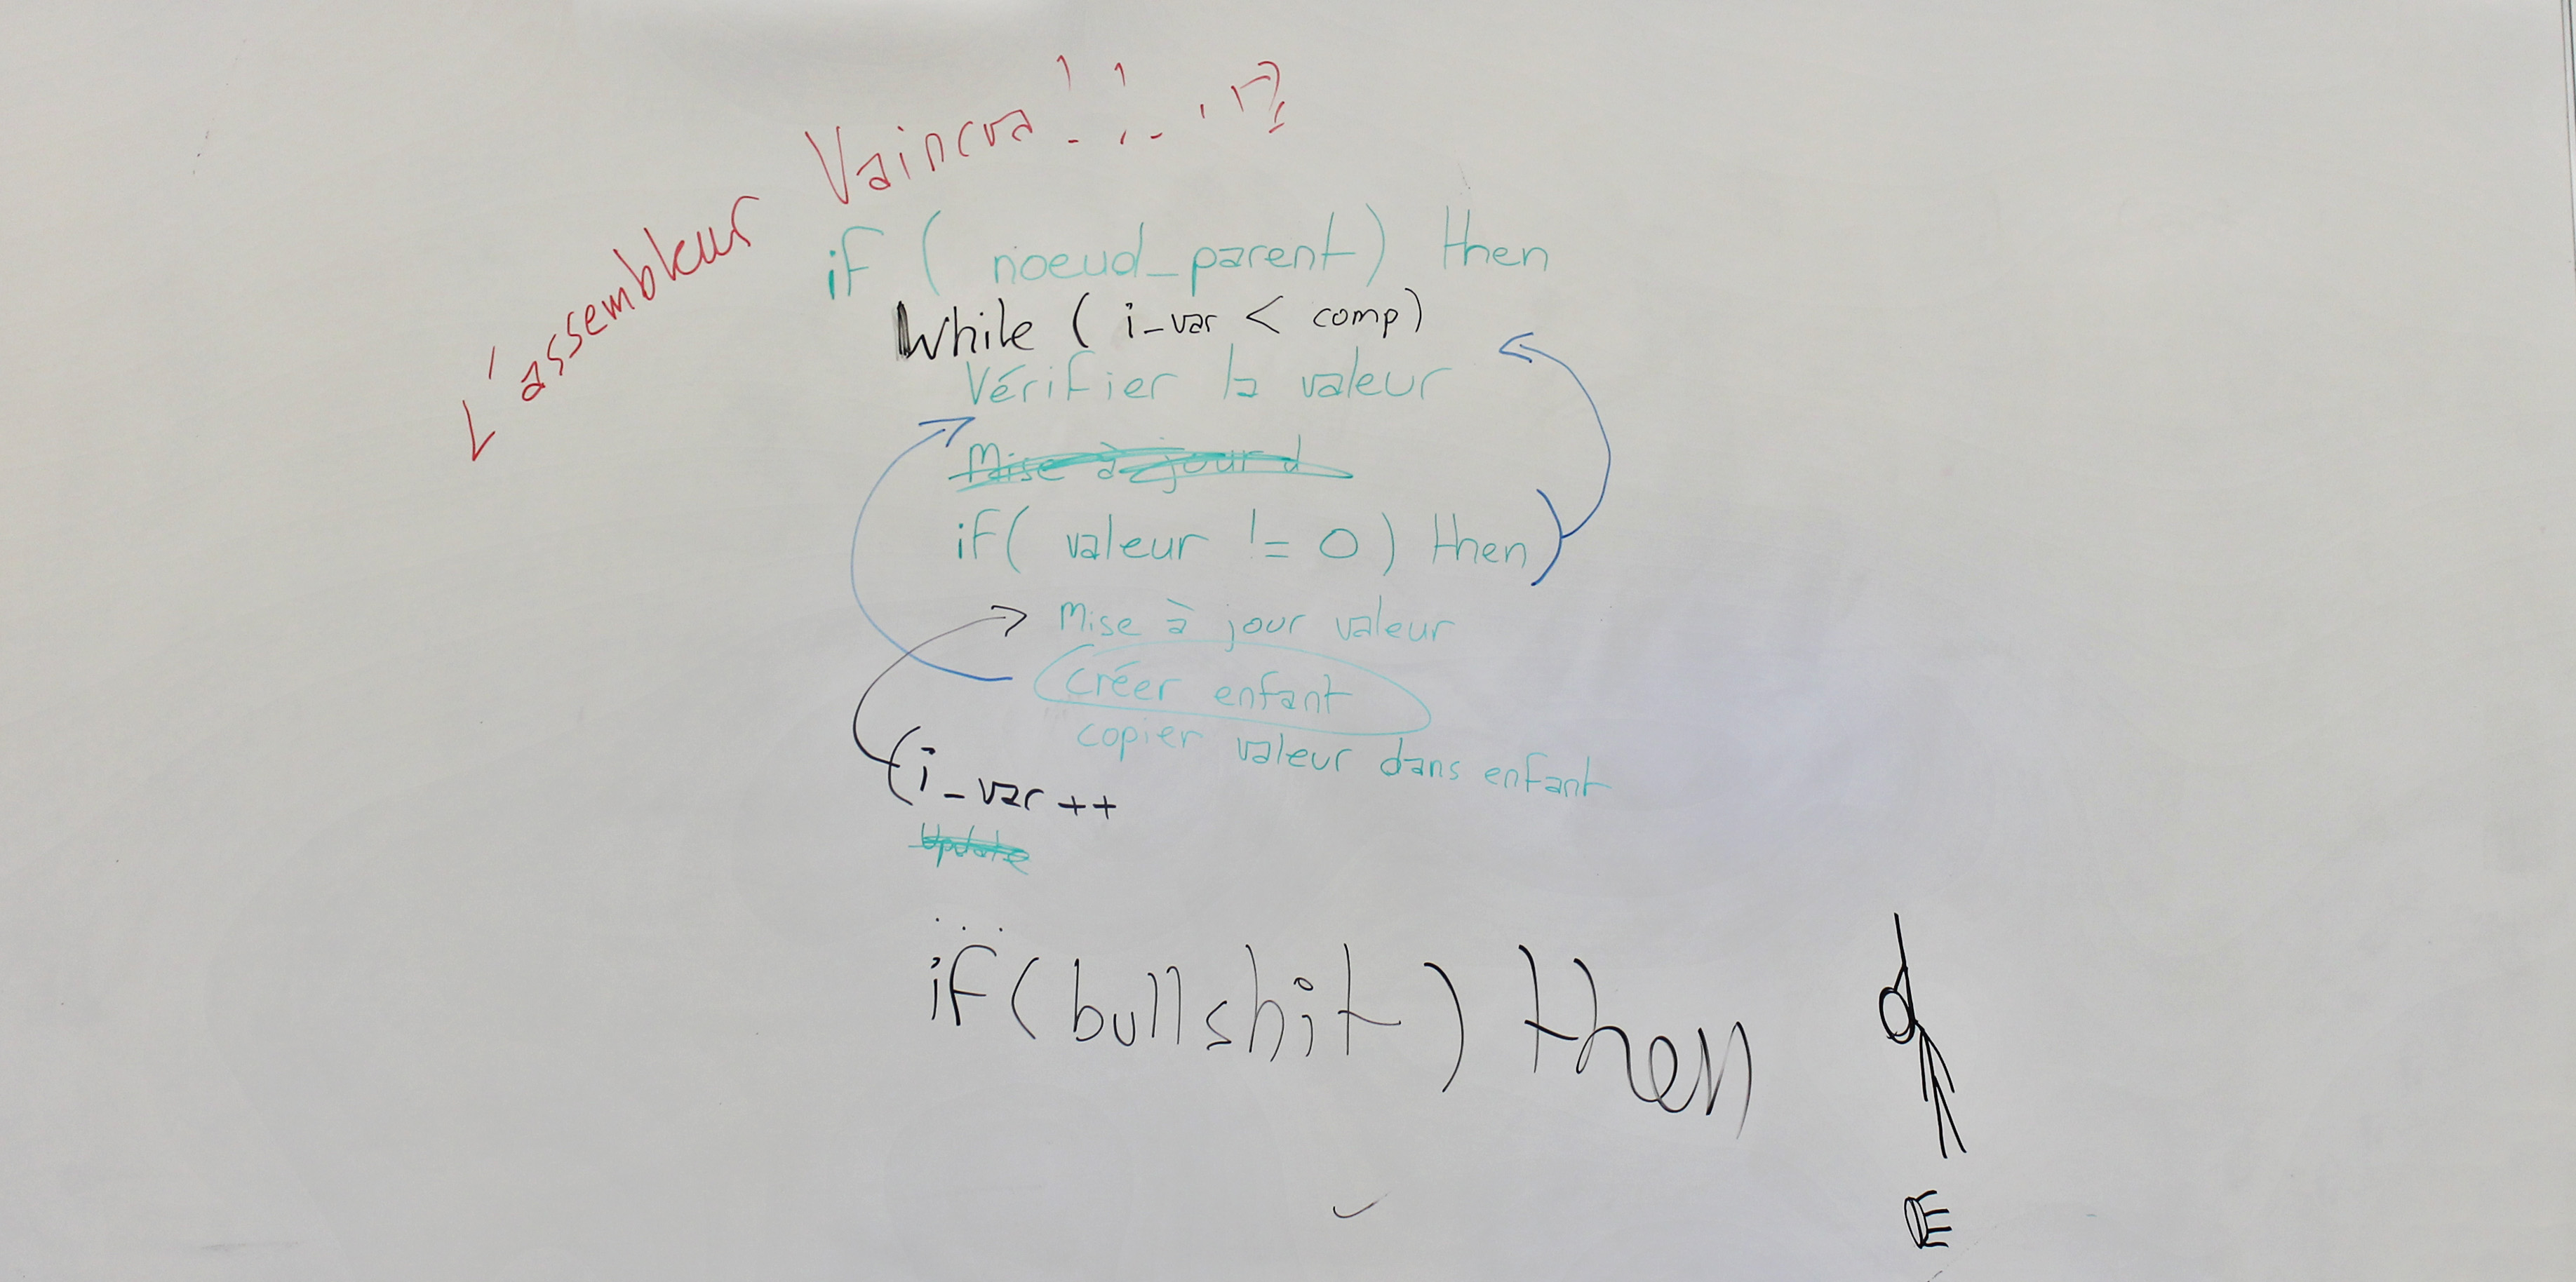 L'assembleur Vaincra!!...!?
if ( noeud_parent) then
While ( i_var < comp)
Vérifier la valeur
Mise à jour d
if( valeur != 0 ) then
Mise à jour valeur
créer enfant
copier valeur dans enfant
(i_var ++
Update
...
if(bullshit) then